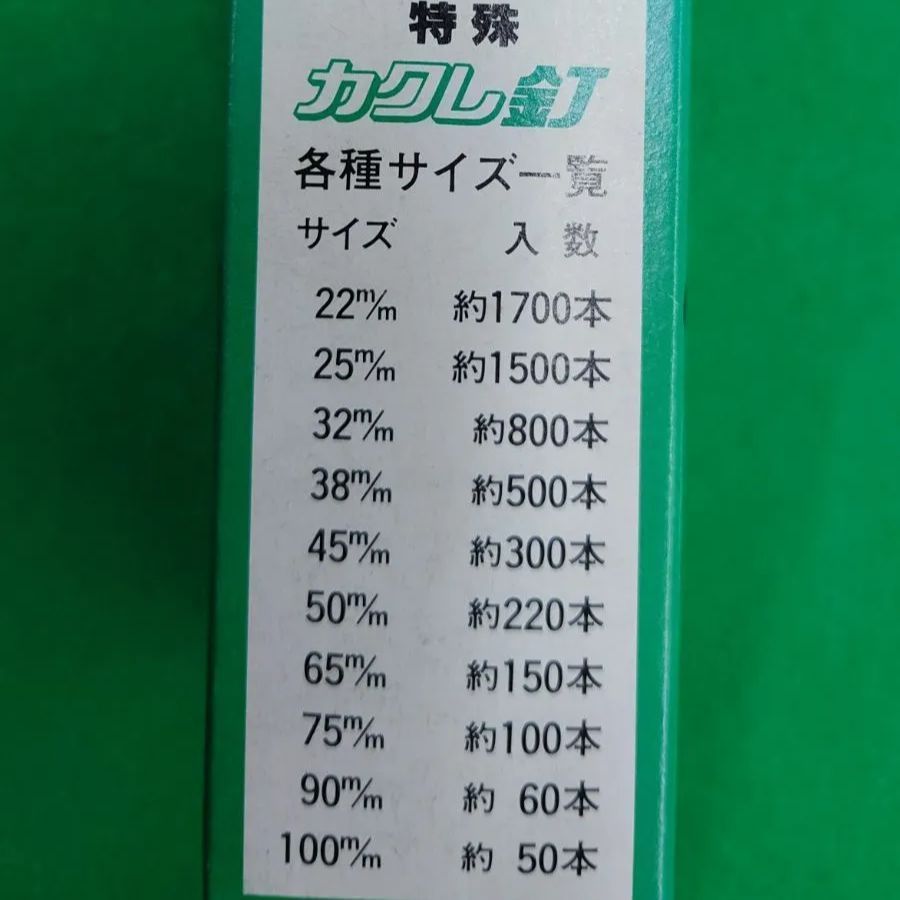 特殊
カクレ釘
各種サイズ一覧
サイズ 入数
22m/m 約1700本
25m/m 約1500本
32m/m 約800本
38m/m 約500本
45m/m 約300本
50m/m 約220本
65m/m 約150本
75m/m 約100本
90m/m 約 60本
100m/m 約 50本